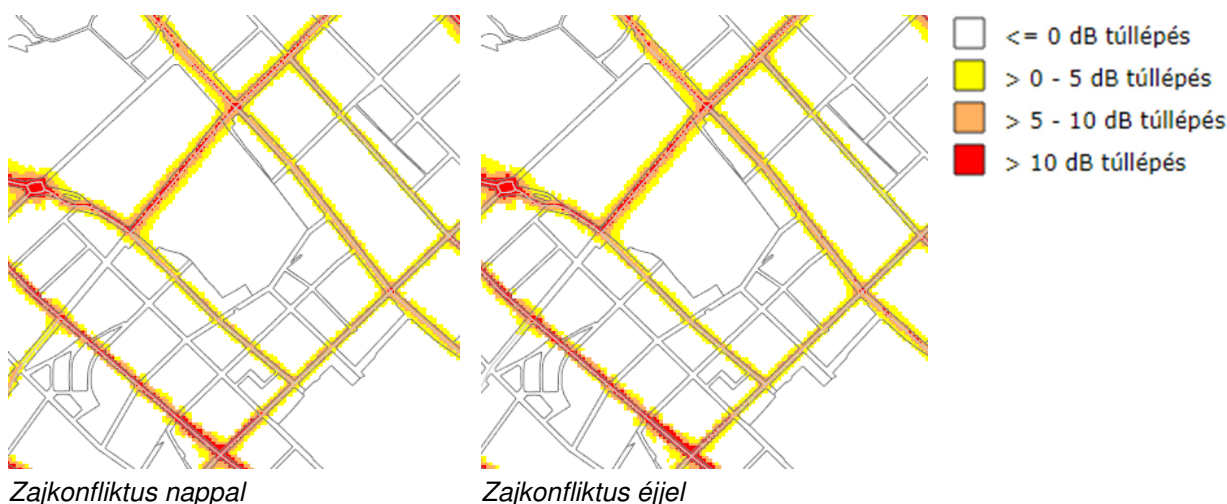 <= 0 dB túllépés
> 0 - 5 dB túllépés
> 5 - 10 dB túllépés
> 10 dB túllépés
Zajkonfliktus nappal
Zajkonfliktus éjjel